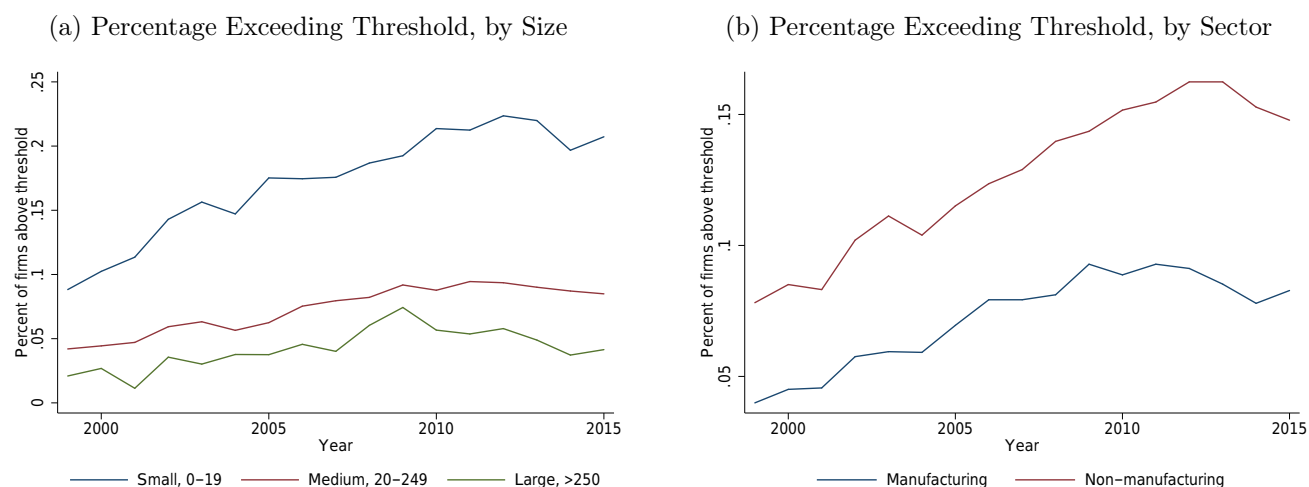 (a) Percentage Exceeding Threshold, by Size
Percent of firms above threshold
.25
.2
.15
.1
.05
0
2000 2005 2010 2015
Year
Small, 0−19 Medium, 20−249 Large, >250
(b) Percentage Exceeding Threshold, by Sector
Percent of firms above threshold
.15
.1
.05
2000 2005 2010 2015
Year
Manufacturing Non−manufacturing